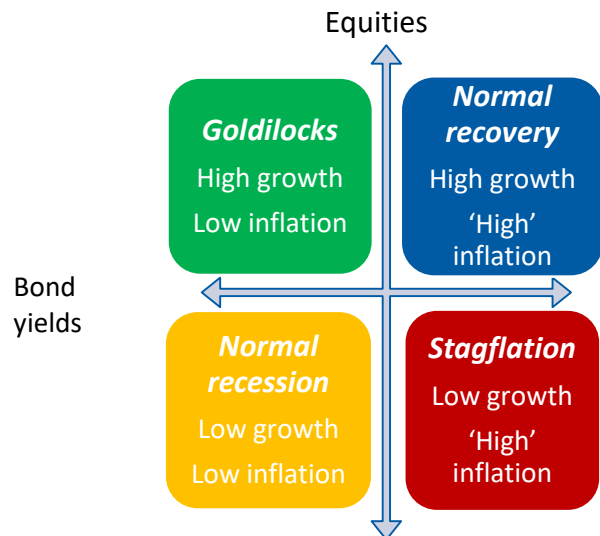 Equities
Goldilocks
High growth
Low inflation
Normal
recovery
High growth
‘High’
inflation
Bond
yields
Normal
recession
Low growth
Low inflation
Stagflation
Low growth
‘High’
inflation